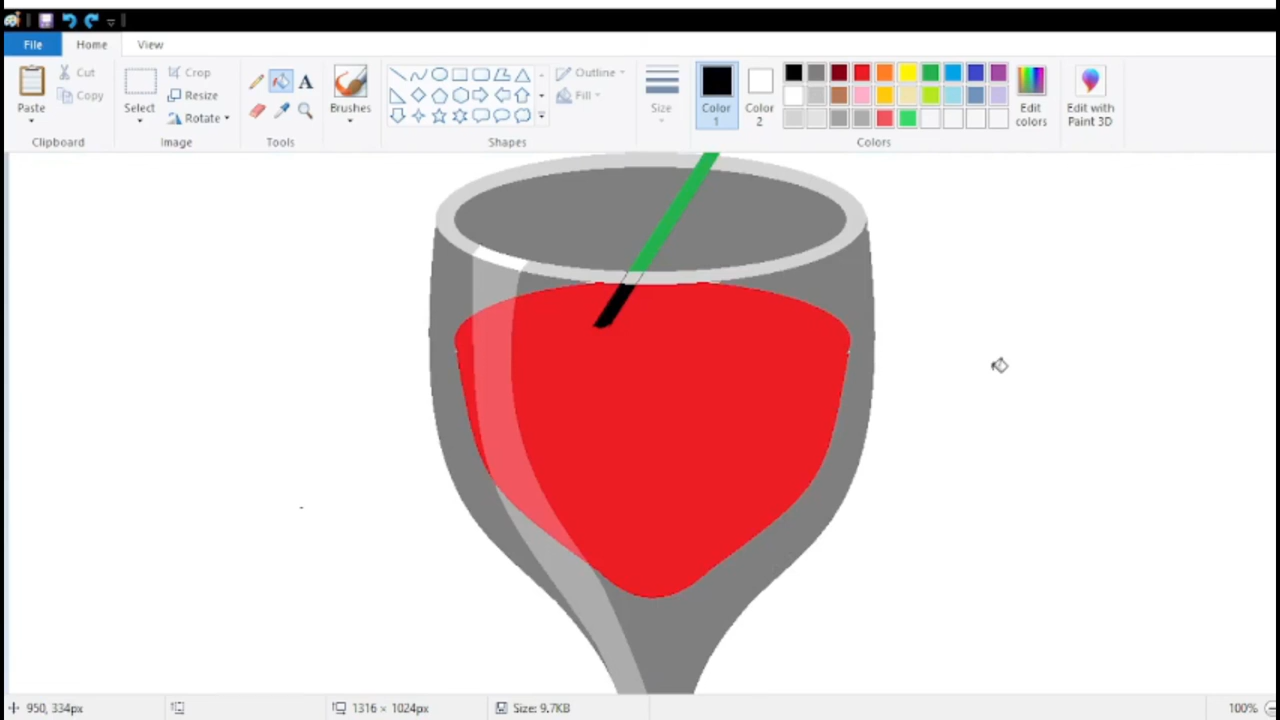 File Home View
Paste
Cut
Copy
Clipboard
Select
Crop
Resize
Rotate
Image
A
Tools
Brushes
Outline
Fill
Shapes
Size
Color 1
Color 2
Edit colors
Colors
Edit with Paint 3D
950, 334px
1316 × 1024px
Size: 9.7KB
100%